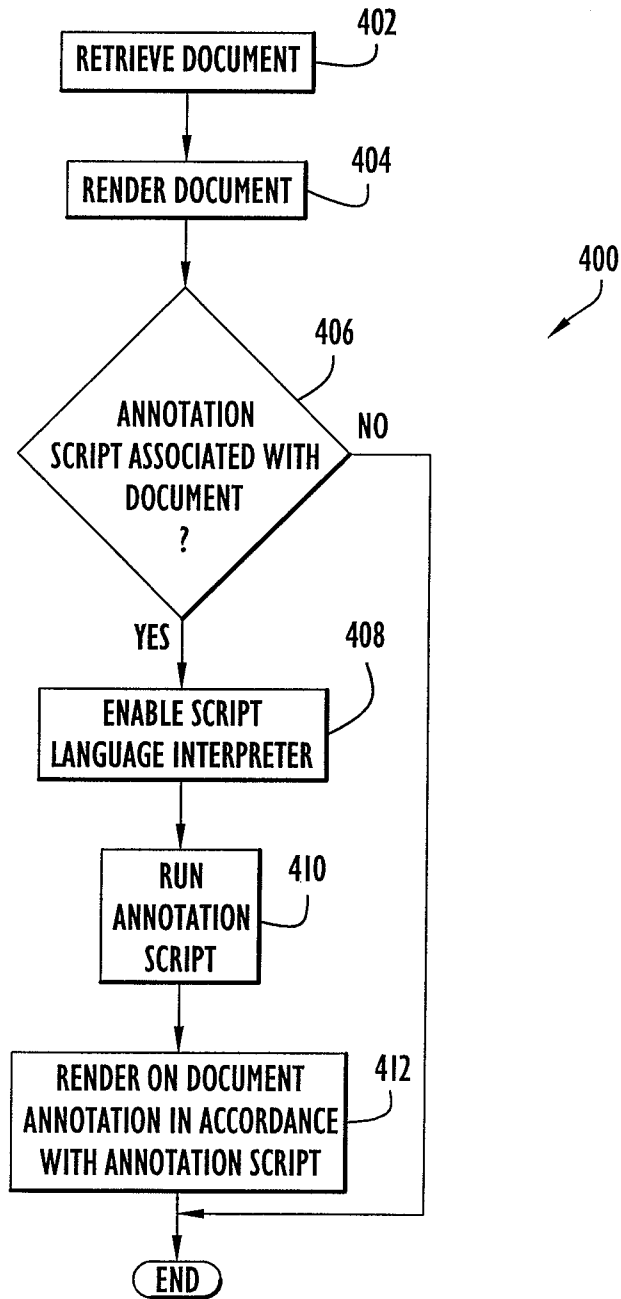 402
RETRIEVE DOCUMENT
404
RENDER DOCUMENT
400
406
ANNOTATION
SCRIPT ASSOCIATED WITH
DOCUMENT
?
NO
YES
408
ENABLE SCRIPT
LANGUAGE INTERPRETER
410
RUN
ANNOTATION
SCRIPT
412
RENDER ON DOCUMENT
ANNOTATION IN ACCORDANCE
WITH ANNOTATION SCRIPT
END